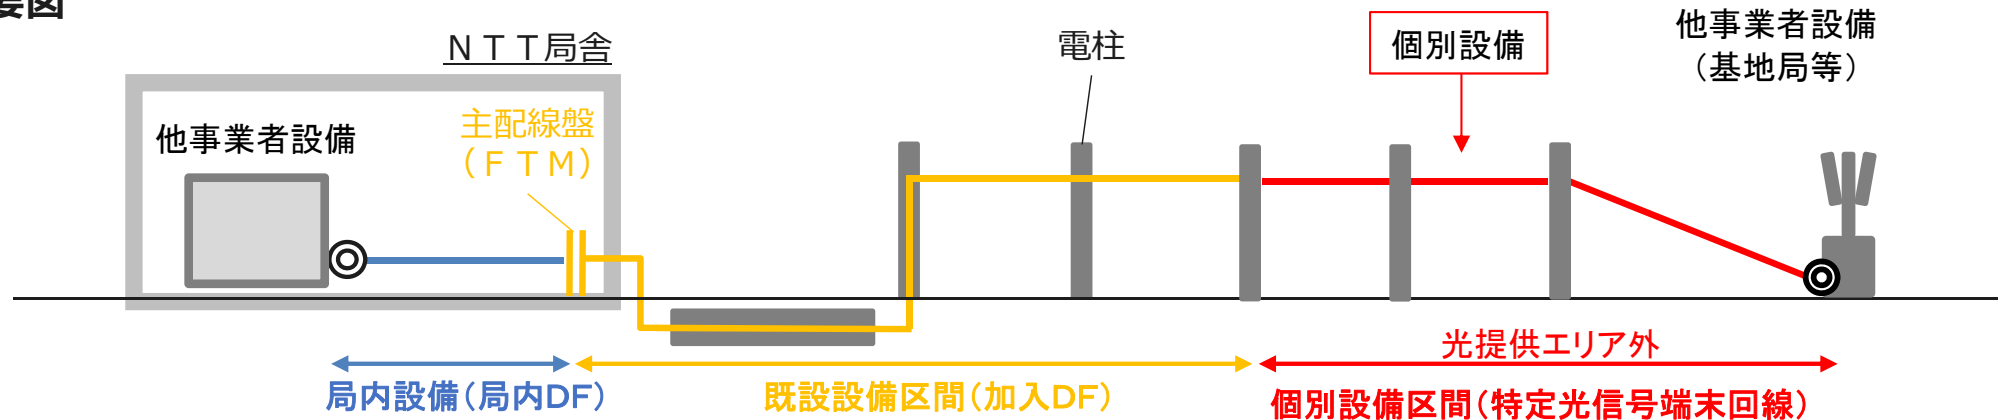 要図
ＮＴＴ局舎
電柱
個別設備
他事業者設備
（基地局等）
他事業者設備
主配線盤
（ＦＴＭ）
光提供エリア外
局内設備（局内DF）
既設設備区間（加入DF）
個別設備区間（特定光信号端末回線）